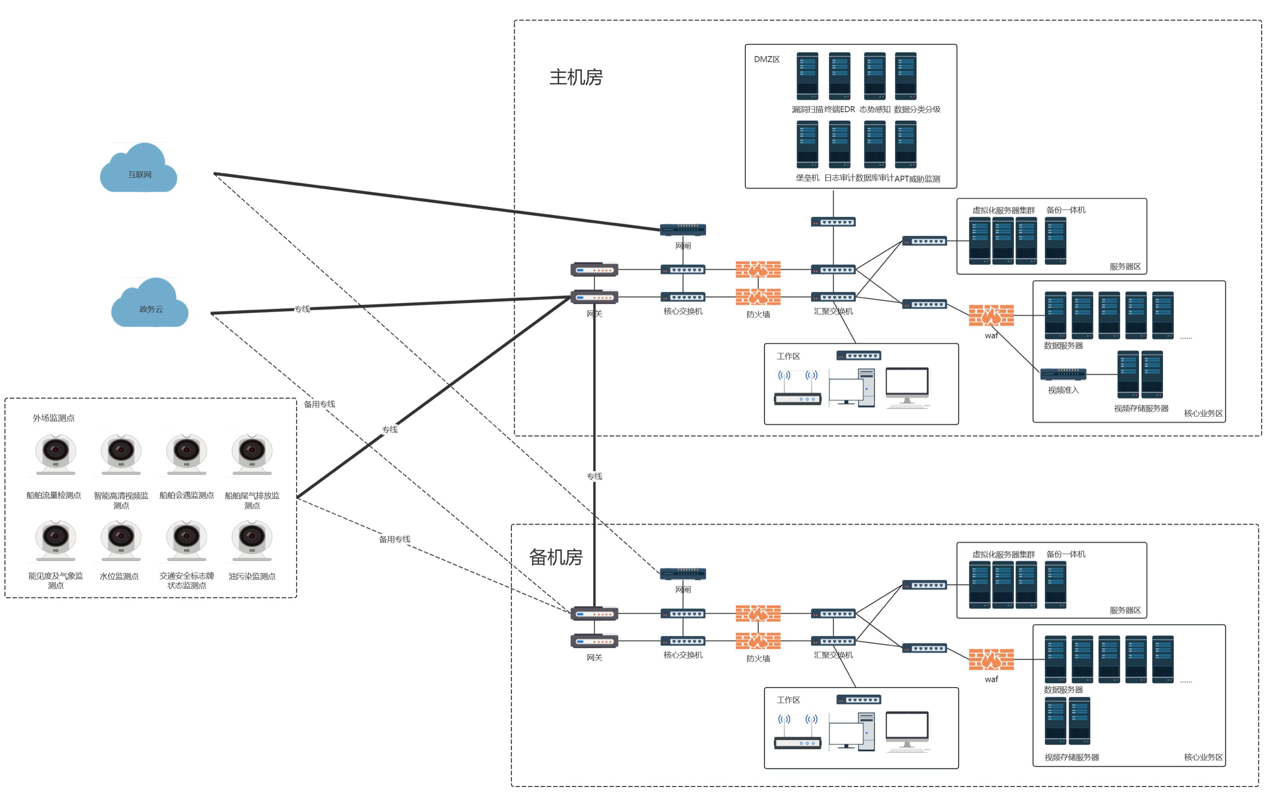 主机房
DMZ区
漏洞扫描
终端EDR
态势感知
数据分类分级
堡垒机
日志审计
数据库审计
APT威胁监测
互联网
网闸
虚拟化服务器集群
备份一体机
服务器区
政务云
专线
网关
核心交换机
防火墙
汇聚交换机
waf
数据服务器
......
视频准入
视频存储服务器
核心业务区
工作区
备用专线
专线
外场监测点
船舶流量检测点
智能高清视频监
测点
船舶会遇监测点
船舶尾气排放监
测点
能见度及气象监
测点
水位监测点
交通安全标志牌
状态监测点
油污染监测点
专线
备用专线
备机房
网闸
虚拟化服务器集群
备份一体机
服务器区
网关
核心交换机
防火墙
汇聚交换机
waf
数据服务器
......
视频存储服务器
核心业务区
工作区